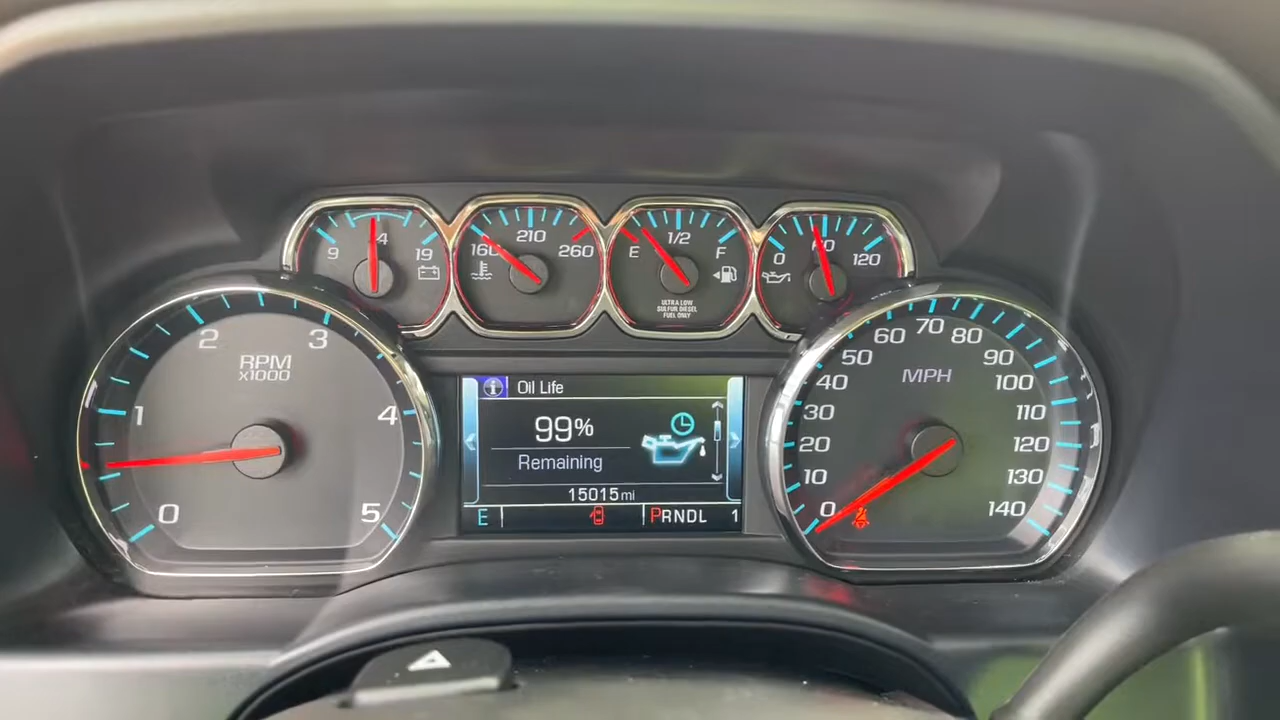 9 14 19
160 210 260
E 1/2 F
ULTRA LOW
SULFUR DIESEL
FUEL ONLY
0 60 120
0 1 2 3 4 5
RPM
x1000
Oil Life
99%
Remaining
15015 mi
E PRNDL 1
0 10 20 30 40 50 60 70 80 90 100 110 120 130 140
MPH